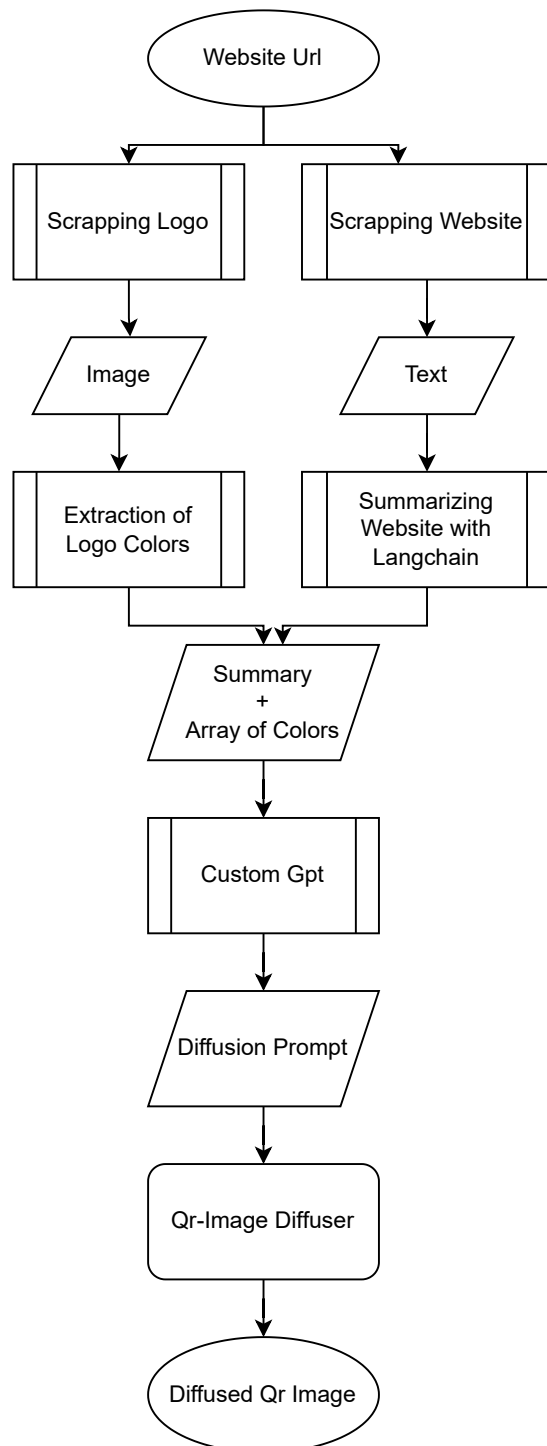 Website Url
Scrapping Logo
Scrapping Website
Image
Text
Extraction of
Logo Colors
Summarizing
Website with
Langchain
Summary
+
Array of Colors
Custom Gpt
Diffusion Prompt
Qr-Image Diffuser
Diffused Qr Image